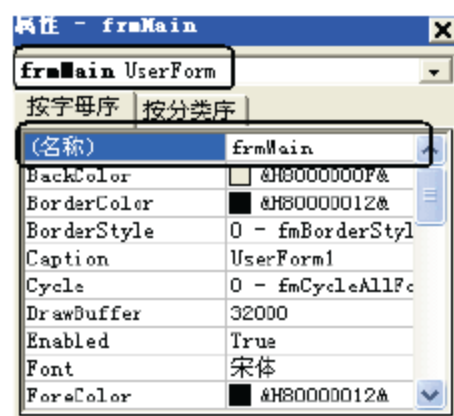 属性 - frmMain
frmMain UserForm
按字母序 按分类序
(名称) frmMain
BackColor &H8000000F&
BorderColor &H80000012&
BorderStyle 0 - fmBorderStyl
Caption UserForm1
Cycle 0 - fmCycleAllFo
DrawBuffer 32000
Enabled True
Font 宋体
ForeColor &H80000012&